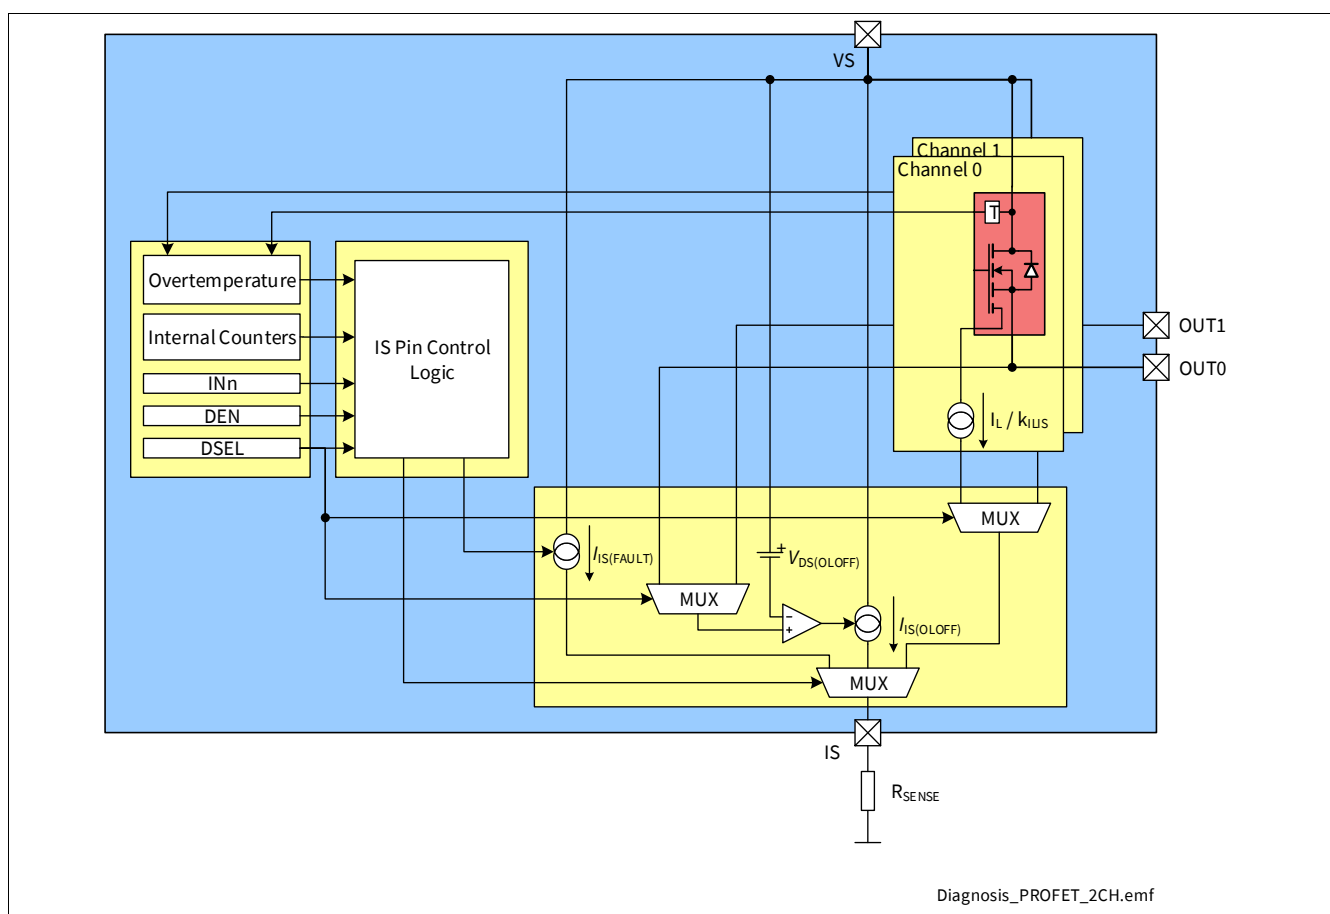 VS
Channel 1
Channel 0
T
Overtemperature
Internal Counters
INn
DEN
DSEL
IS Pin Control
Logic
OUT1
OUT0
IL / kILIS
MUX
IIS(FAULT)
+
VDS(OLOFF)
MUX
-
+
IIS(OLOFF)
MUX
IS
RSENSE
Diagnosis_PROFET_2CH.emf